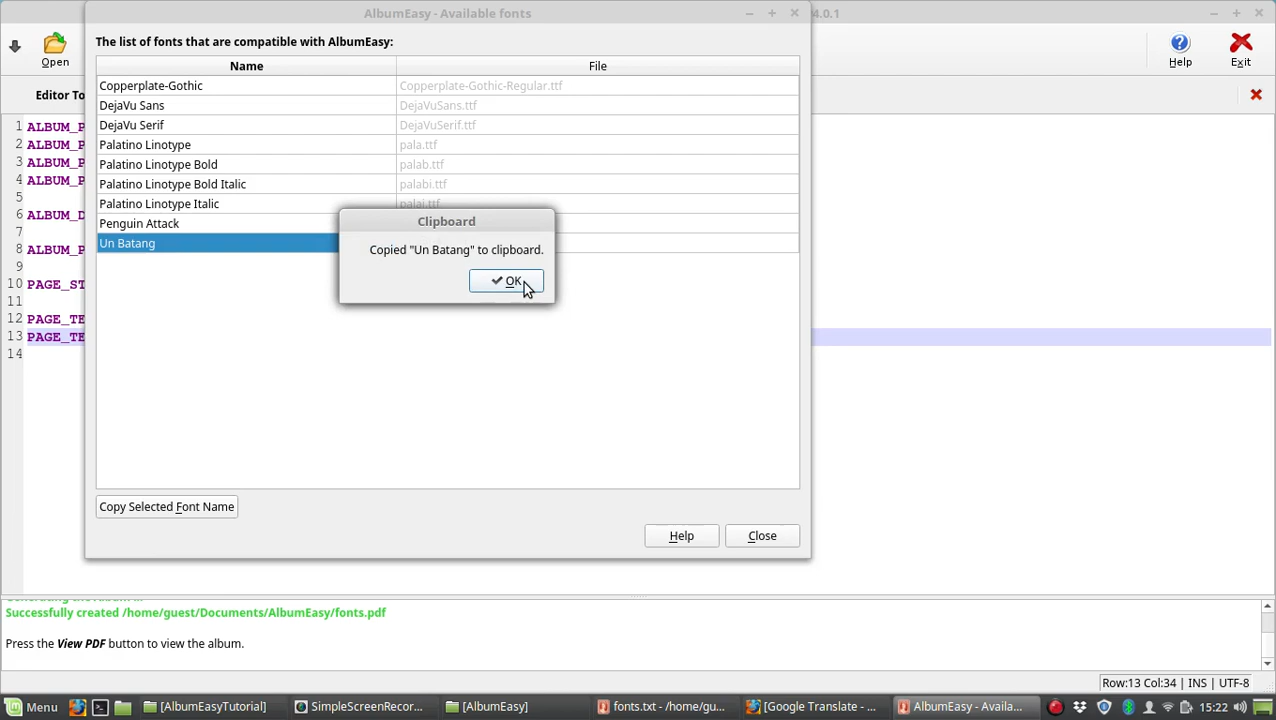 AlbumEasy - Available fonts
4.0.1
Open
Help
Exit
The list of fonts that are compatible with AlbumEasy:
Name File
Copperplate-Gothic Copperplate-Gothic-Regular.ttf
DejaVu Sans DejaVuSans.ttf
DejaVu Serif DejaVuSerif.ttf
Palatino Linotype pala.ttf
Palatino Linotype Bold palab.ttf
Palatino Linotype Bold Italic palabi.ttf
Palatino Linotype Italic palai.ttf
Penguin Attack
Un Batang
Clipboard
Copied "Un Batang" to clipboard.
OK
Copy Selected Font Name
Help Close
Editor To
1 ALBUM_P
2 ALBUM_P
3 ALBUM_P
4 ALBUM_P
5
6 ALBUM_D
7
8 ALBUM_P
9
10 PAGE_ST
11
12 PAGE_TE
13 PAGE_TE
14
Successfully created /home/guest/Documents/AlbumEasy/fonts.pdf
Press the View PDF button to view the album.
Row:13 Col:34 | INS | UTF-8
Menu [AlbumEasyTutorial] SimpleScreenRecor... [AlbumEasy] fonts.txt - /home/gu... [Google Translate - ... AlbumEasy - Availa... 15:22